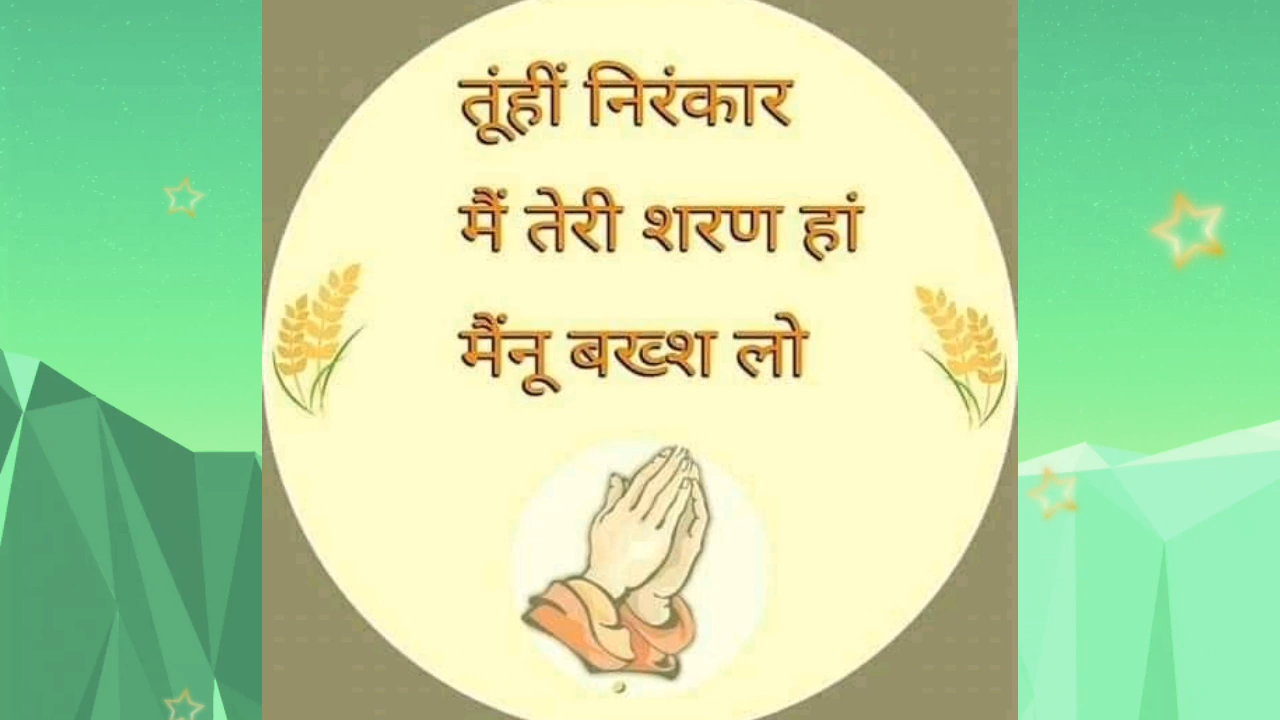 तूंहीं निरंकार
मैं तेरी शरण हां
मैंनू बख्श लो